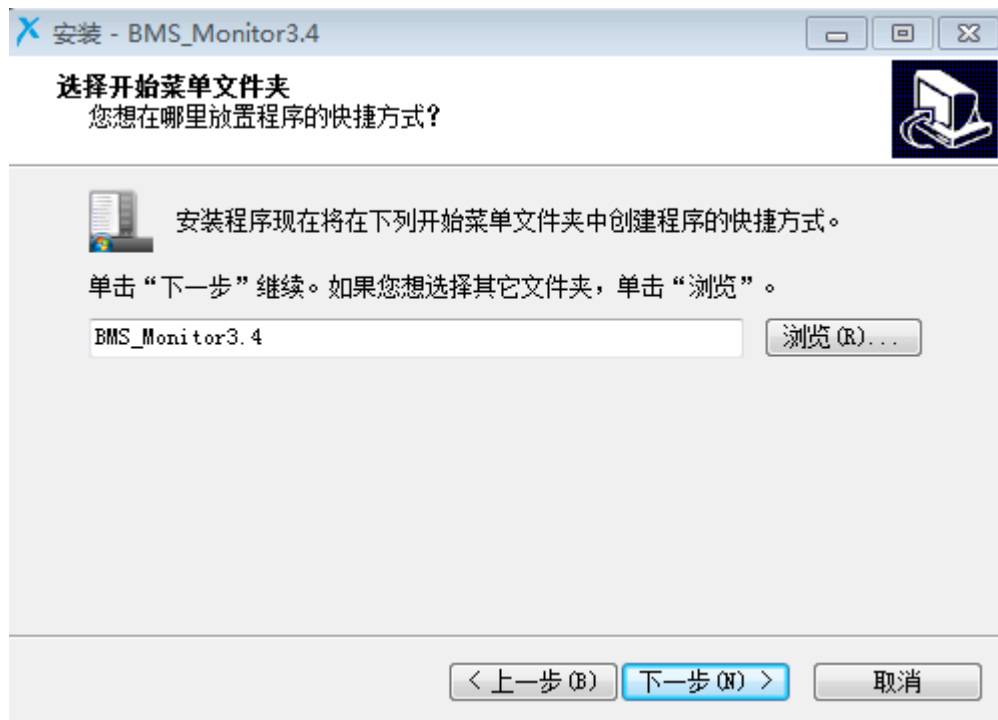 安装 - BMS_Monitor3.4
选择开始菜单文件夹
您想在哪里放置程序的快捷方式?
安装程序现在将在下列开始菜单文件夹中创建程序的快捷方式。
单击“下一步”继续。如果您想选择其它文件夹，单击“浏览”。
BMS_Monitor3.4
浏览(R)...
< 上一步(B)
下一步(N) >
取消